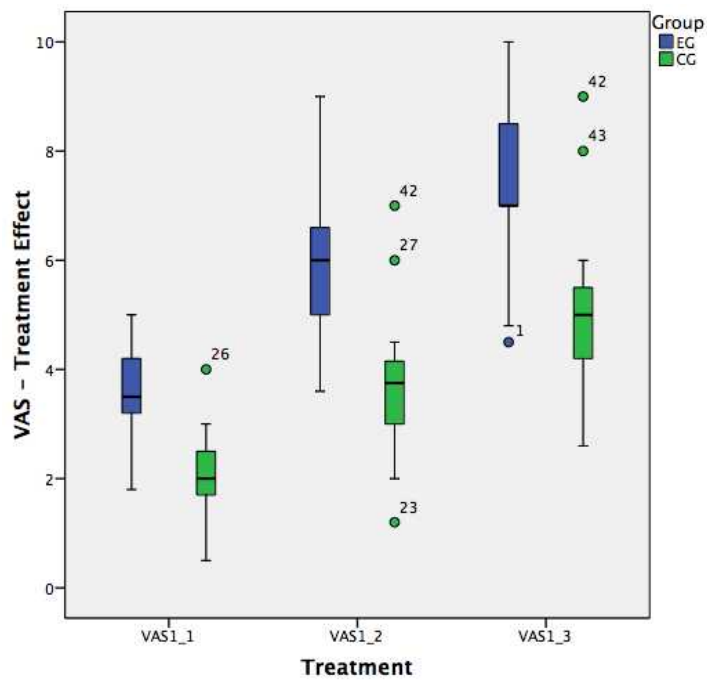 Group
EG
CG
VAS – Treatment Effect
10
8
6
4
2
0
26
42
27
23
1
42
43
VAS1_1
VAS1_2
VAS1_3
Treatment